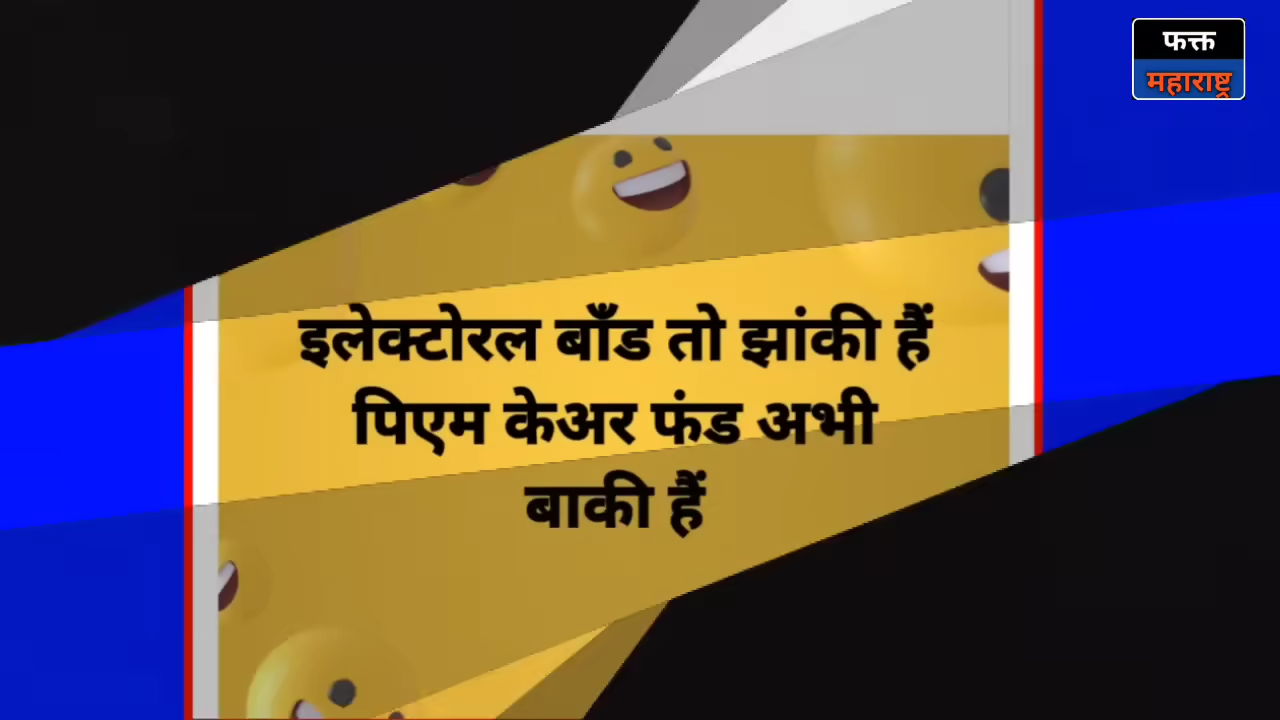 फक्त
महाराष्ट्र
इलेक्टोरल बाँड तो झांकी हैं
पिएम केअर फंड अभी
बाकी हैं